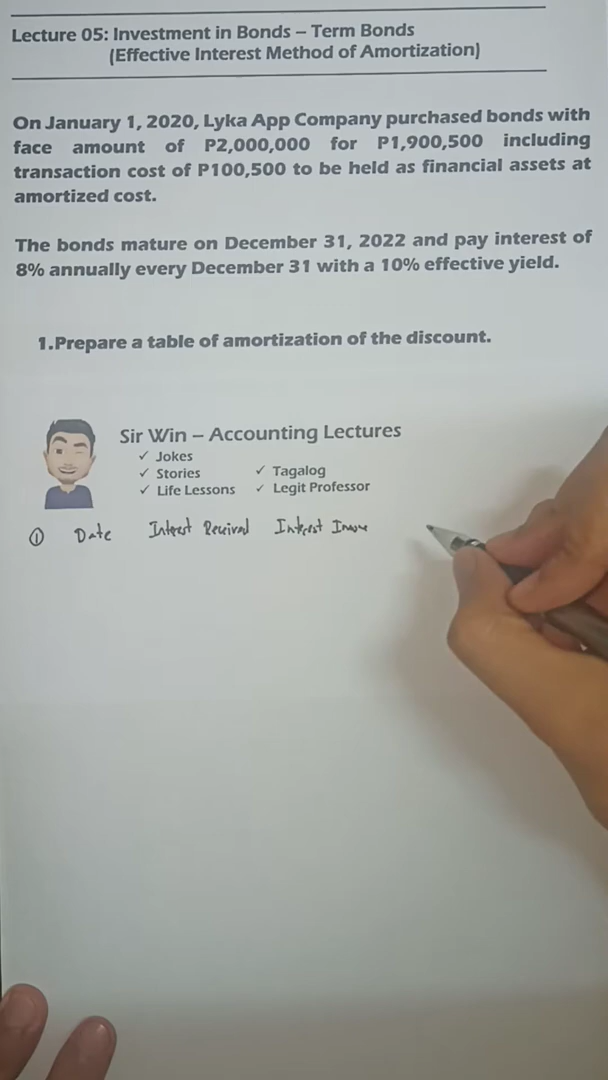 Lecture 05: Investment in Bonds – Term Bonds
(Effective Interest Method of Amortization)
On January 1, 2020, Lyka App Company purchased bonds with
face amount of P2,000,000 for P1,900,500 including
transaction cost of P100,500 to be held as financial assets at
amortized cost.
The bonds mature on December 31, 2022 and pay interest of
8% annually every December 31 with a 10% effective yield.
1.Prepare a table of amortization of the discount.
Sir Win – Accounting Lectures
✓ Jokes
✓ Stories ✓ Tagalog
✓ Life Lessons ✓ Legit Professor
① Date Interest Interest